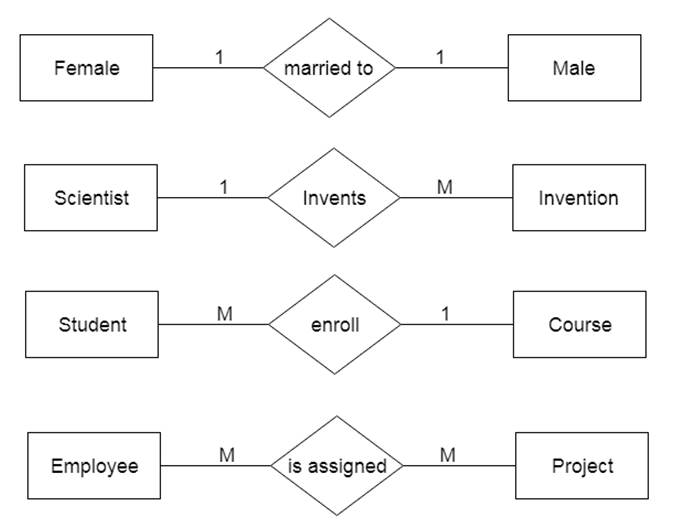 Female 1 married to 1 Male
Scientist 1 Invents M Invention
Student M enroll 1 Course
Employee M is assigned M Project